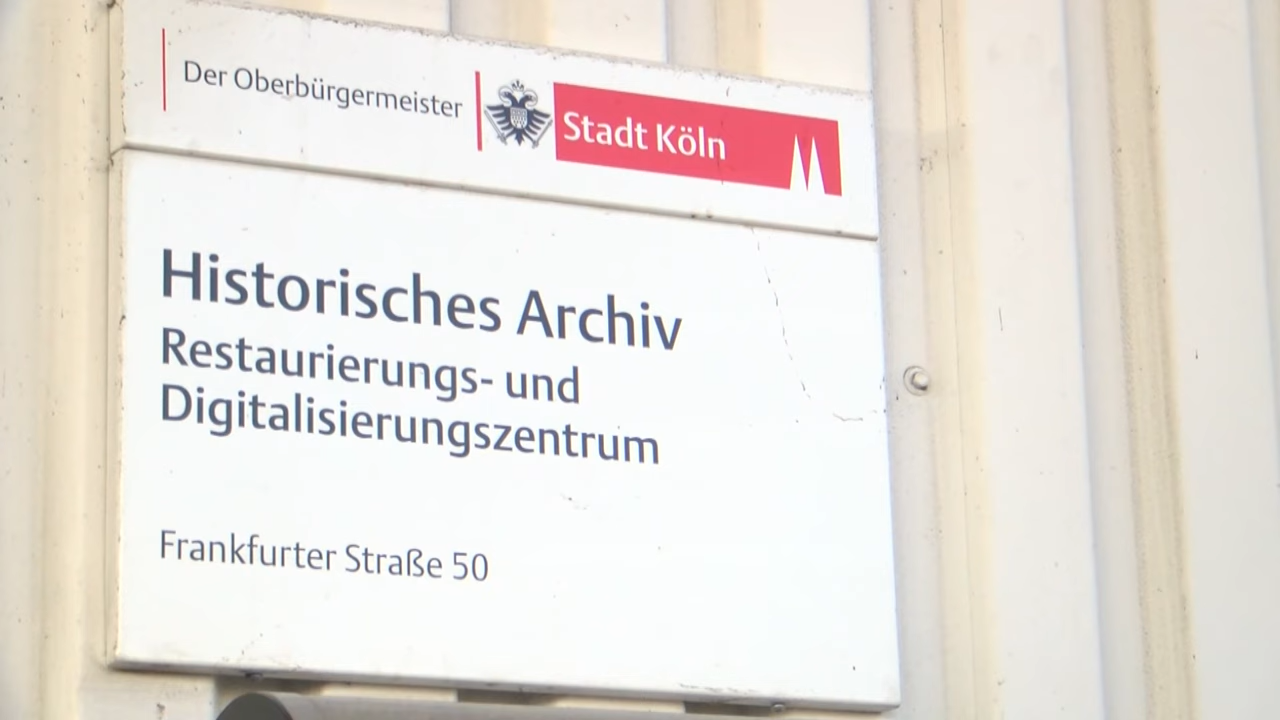 Der Oberbürgermeister
Stadt Köln
Historisches Archiv
Restaurierungs- und
Digitalisierungszentrum
Frankfurter Straße 50